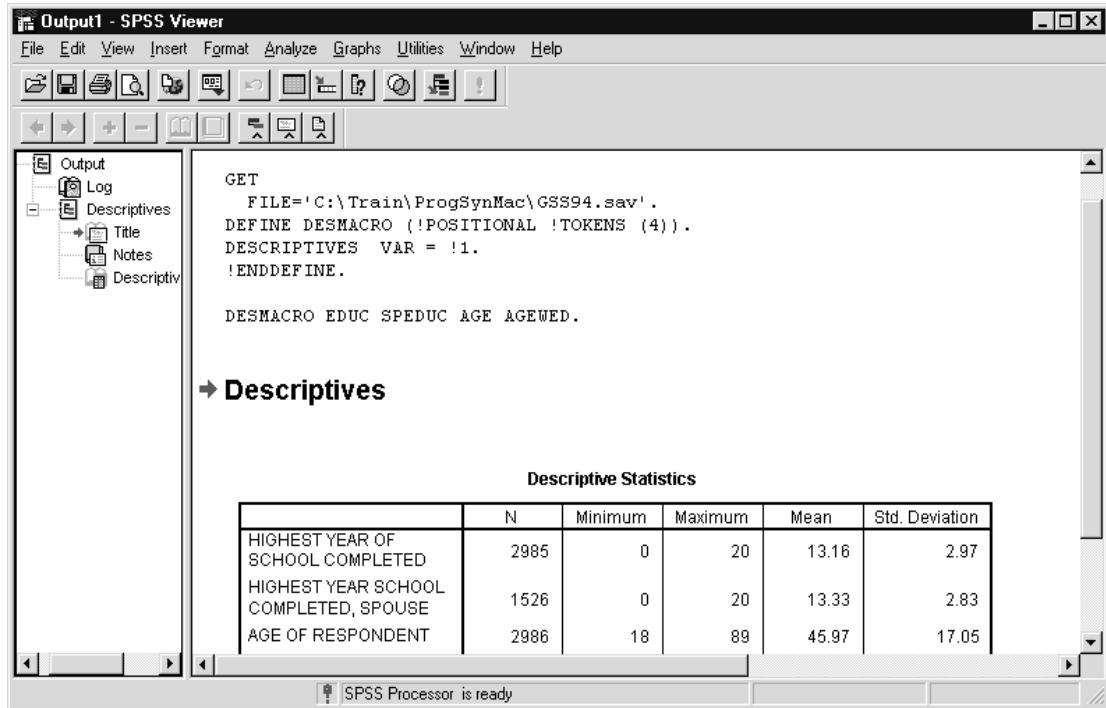 Output1 - SPSS Viewer
File Edit View Insert Format Analyze Graphs Utilities Window Help
Output
Log
Descriptives
Title
Notes
Descriptiv
GET
FILE='C:\Train\ProgSynMac\GSS94.sav'.
DEFINE DESMACRO (!POSITIONAL !TOKENS (4)).
DESCRIPTIVES VAR = !1.
!ENDDEFINE.
DESMACRO EDUC SPEDUC AGE AGEWED.
Descriptives
Descriptive Statistics
N Minimum Maximum Mean Std. Deviation
HIGHEST YEAR OF
SCHOOL COMPLETED 2985 0 20 13.16 2.97
HIGHEST YEAR SCHOOL
COMPLETED, SPOUSE 1526 0 20 13.33 2.83
AGE OF RESPONDENT 2986 18 89 45.97 17.05
SPSS Processor is ready